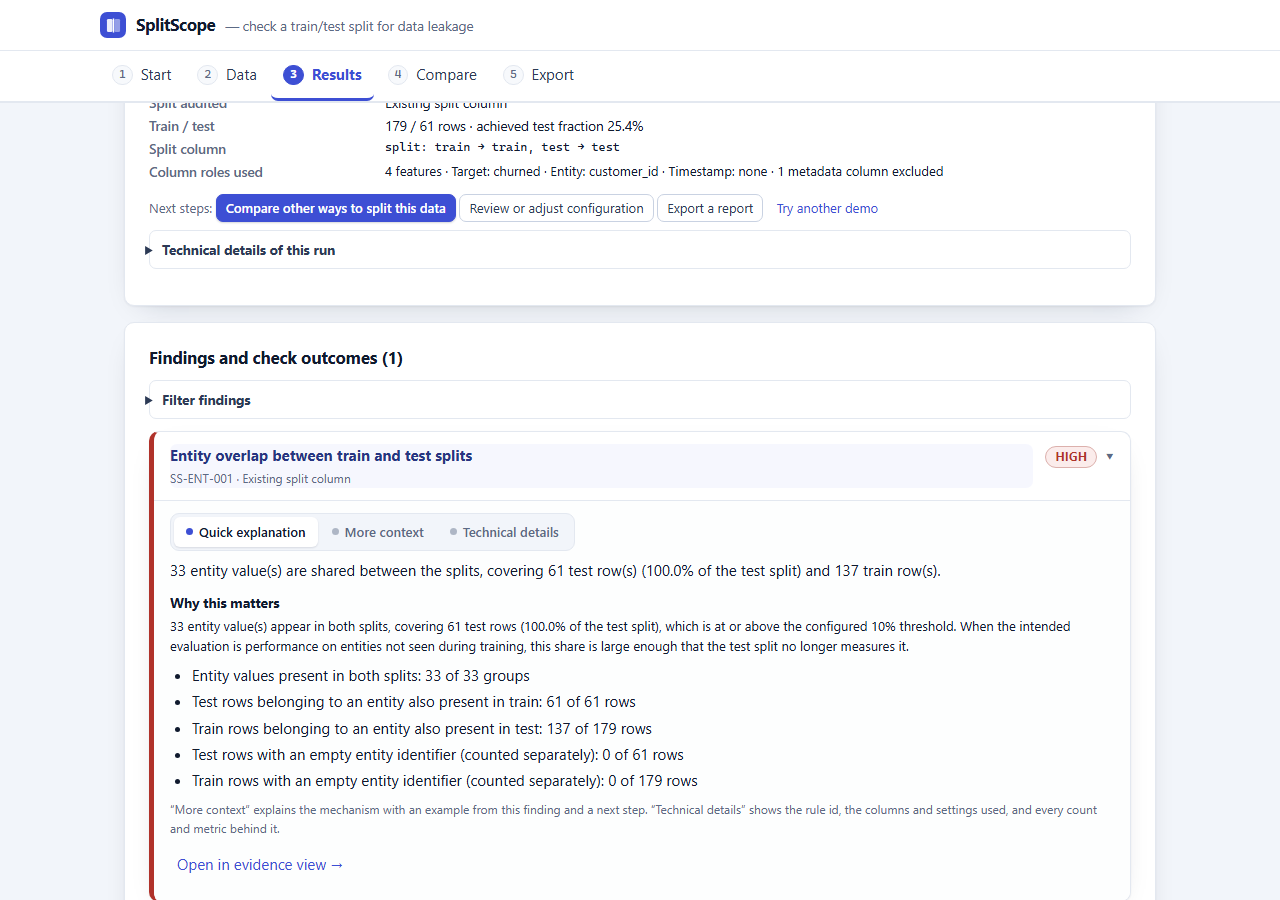 SplitScope — check a train/test split for data leakage
1 Start 2 Data 3 Results 4 Compare 5 Export
Split audited Existing split column
Train / test 179 / 61 rows · achieved test fraction 25.4%
Split column split: train → train, test → test
Column roles used 4 features · Target: churned · Entity: customer_id · Timestamp: none · 1 metadata column excluded
Next steps: Compare other ways to split this data Review or adjust configuration Export a report Try another demo
Technical details of this run
Findings and check outcomes (1)
Filter findings
Entity overlap between train and test splits HIGH
SS-ENT-001 · Existing split column
Quick explanation More context Technical details
33 entity value(s) are shared between the splits, covering 61 test row(s) (100.0% of the test split) and 137 train row(s).
Why this matters
33 entity value(s) appear in both splits, covering 61 test rows (100.0% of the test split), which is at or above the configured 10% threshold. When the intended
evaluation is performance on entities not seen during training, this share is large enough that the test split no longer measures it.
• Entity values present in both splits: 33 of 33 groups
• Test rows belonging to an entity also present in train: 61 of 61 rows
• Train rows belonging to an entity also present in test: 137 of 179 rows
• Test rows with an empty entity identifier (counted separately): 0 of 61 rows
• Train rows with an empty entity identifier (counted separately): 0 of 179 rows
“More context” explains the mechanism with an example from this finding and a next step. “Technical details” shows the rule id, the columns and settings used, and every count
and metric behind it.
Open in evidence view →